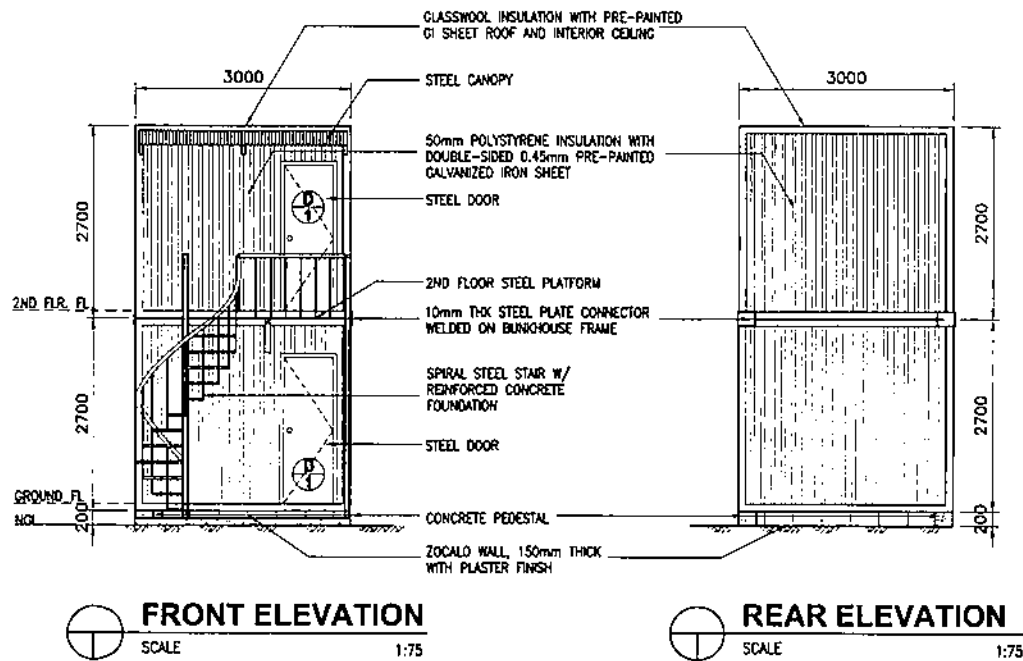 GLASSWOOL INSULATION WITH PRE-PAINTED
GI SHEET ROOF AND INTERIOR CEILING
3000
3000
STEEL CANOPY
50mm POLYSTYRENE INSULATION WITH
DOUBLE-SIDED 0.45mm PRE-PAINTED
GALVANIZED IRON SHEET
STEEL DOOR
D
1
2700
2700
2ND FLR. FL
2ND FLOOR STEEL PLATFORM
10mm THK STEEL PLATE CONNECTOR
WELDED ON BUNKHOUSE FRAME
SPIRAL STEEL STAIR W/
REINFORCED CONCRETE
FOUNDATION
2700
2700
STEEL DOOR
D
1
GROUND FL
NGL
200
200
CONCRETE PEDESTAL
ZOCALO WALL, 150mm THICK
WITH PLASTER FINISH
FRONT ELEVATION
SCALE 1:75
REAR ELEVATION
SCALE 1:75